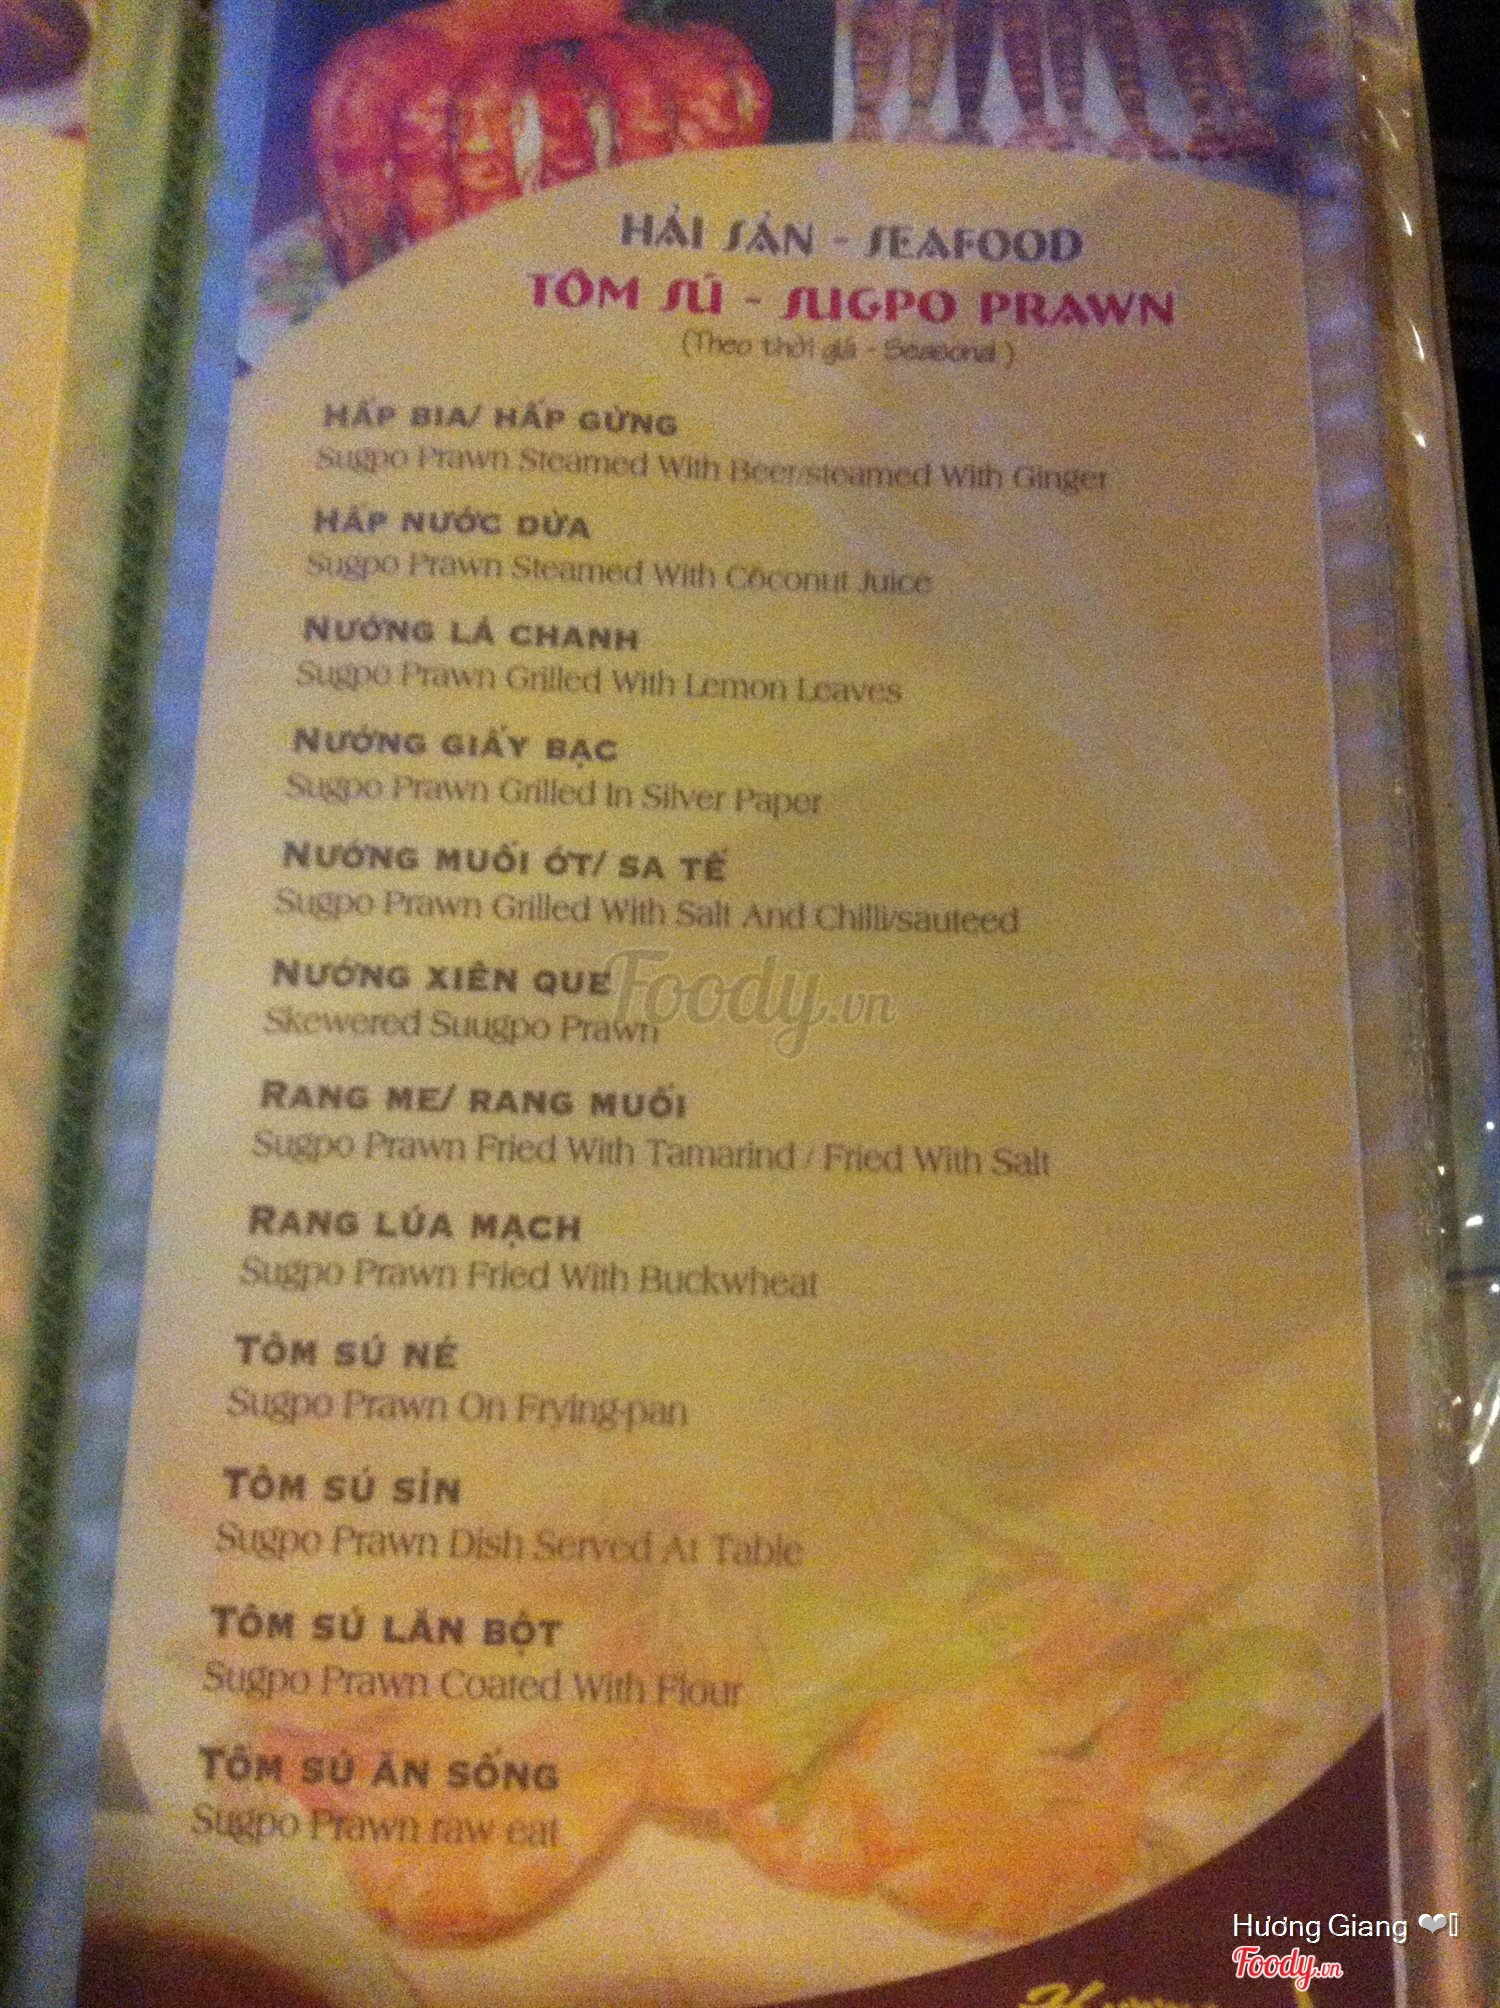 HẢI SẢN - SEAFOOD
TÔM SÚ - SUGPO PRAWN
(Theo thời giá - Seasonal )
HẤP BIA/ HẤP GỪNG
Sugpo Prawn Steamed With Beer/steamed With Ginger
HẤP NƯỚC DỪA
Sugpo Prawn Steamed With Côconut Juice
NƯỚNG LÁ CHANH
Sugpo Prawn Grilled With Lemon Leaves
NƯỚNG GIẤY BẠC
Sugpo Prawn Grilled In Silver Paper
NƯỚNG MUỐI ỚT/ SA TẾ
Sugpo Prawn Grilled With Salt And Chilli/sauteed
NƯỚNG XIÊN QUE
Skewered Suugpo Prawn
RANG ME/ RANG MUỐI
Sugpo Prawn Fried With Tamarind / Fried With Salt
RANG LÚA MẠCH
Sugpo Prawn Fried With Buckwheat
TÔM SÚ NÉ
Sugpo Prawn On Frying-pan
TÔM SÚ SỈN
Sugpo Prawn Dish Served At Table
TÔM SÚ LĂN BỘT
Sugpo Prawn Coated With Flour
TÔM SÚ ĂN SỐNG
Sugpo Prawn raw eat
Foody.vn
Hương Giang ❤
Foody.vn